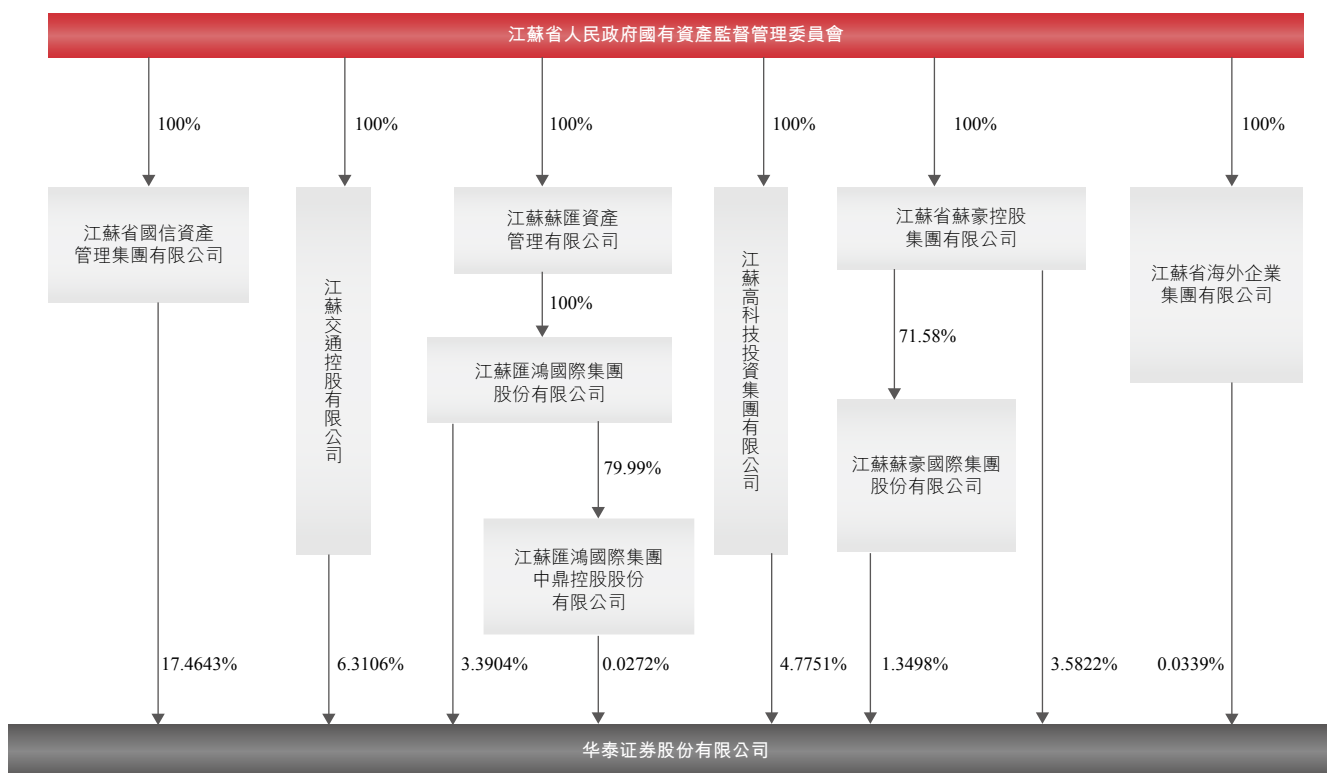 江蘇省人民政府國有資產監督管理委員會
100%
100%
100%
100%
100%
100%
江蘇省國信資產
管理集團有限公司
江蘇交通控股有限公司
江蘇蘇匯資產
管理有限公司
100%
江蘇匯鴻國際集團
股份有限公司
79.99%
江蘇匯鴻國際集團
中鼎控股股份
有限公司
江蘇高科技投資集團有限公司
江蘇省蘇豪控股
集團有限公司
71.58%
江蘇蘇豪國際集團
股份有限公司
江蘇省海外企業
集團有限公司
17.4643%
6.3106%
3.3904%
0.0272%
4.7751%
1.3498%
3.5822%
0.0339%
华泰证券股份有限公司